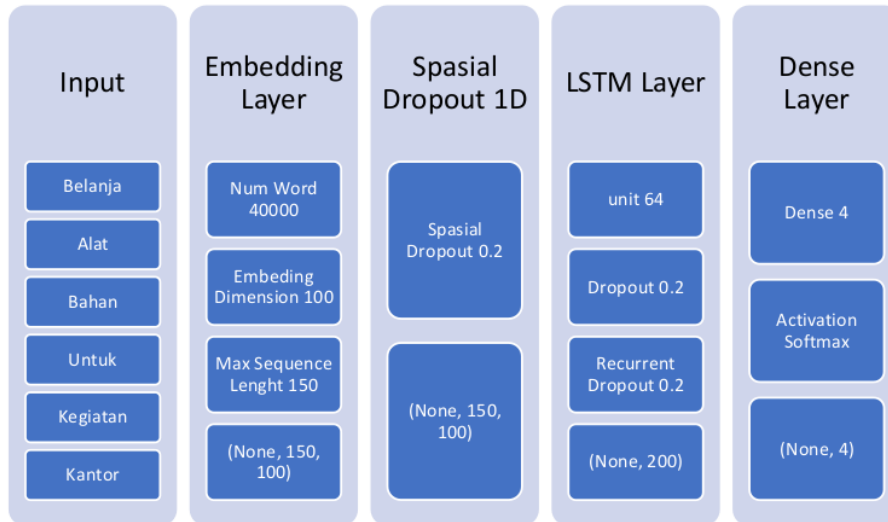 Input
Belanja
Alat
Bahan
Untuk
Kegiatan
Kantor
Embedding
Layer
Num Word
40000
Embeding
Dimension 100
Max Sequence
Lenght 150
(None, 150,
100)
Spasial
Dropout 1D
Spasial
Dropout 0.2
(None, 150,
100)
LSTM Layer
unit 64
Dropout 0.2
Recurrent
Dropout 0.2
(None, 200)
Dense
Layer
Dense 4
Activation
Softmax
(None, 4)